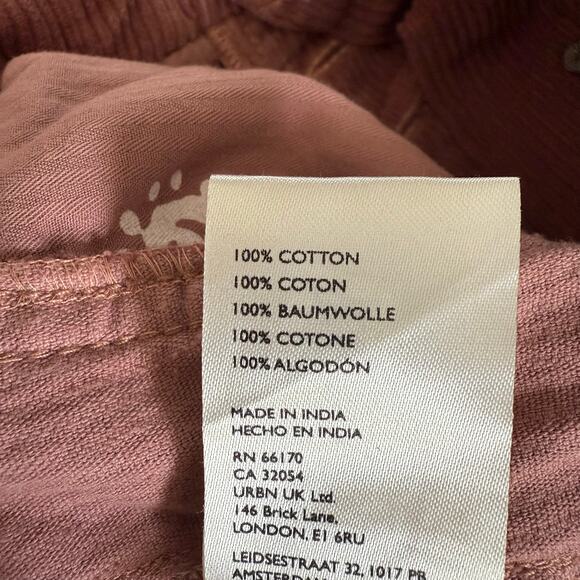 100% COTTON
100% COTON
100% BAUMWOLLE
100% COTONE
100% ALGODÓN
MADE IN INDIA
HECHO EN INDIA
RN 66170
CA 32054
URBN UK Ltd.
146 Brick Lane,
LONDON, E1 6RU
LEIDSESTRAAT 32, 1017 PB
AMSTERDAM